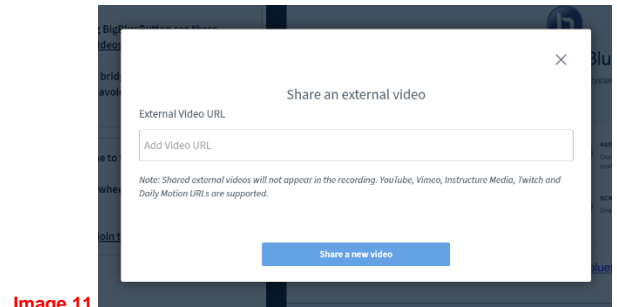 Share an external video
External Video URL
Add Video URL
Note: Shared external videos will not appear in the recording. YouTube, Vimeo, Instructure Media, Twitch and
Daily Motion URLs are supported.
Share a new video
join t
Image 11